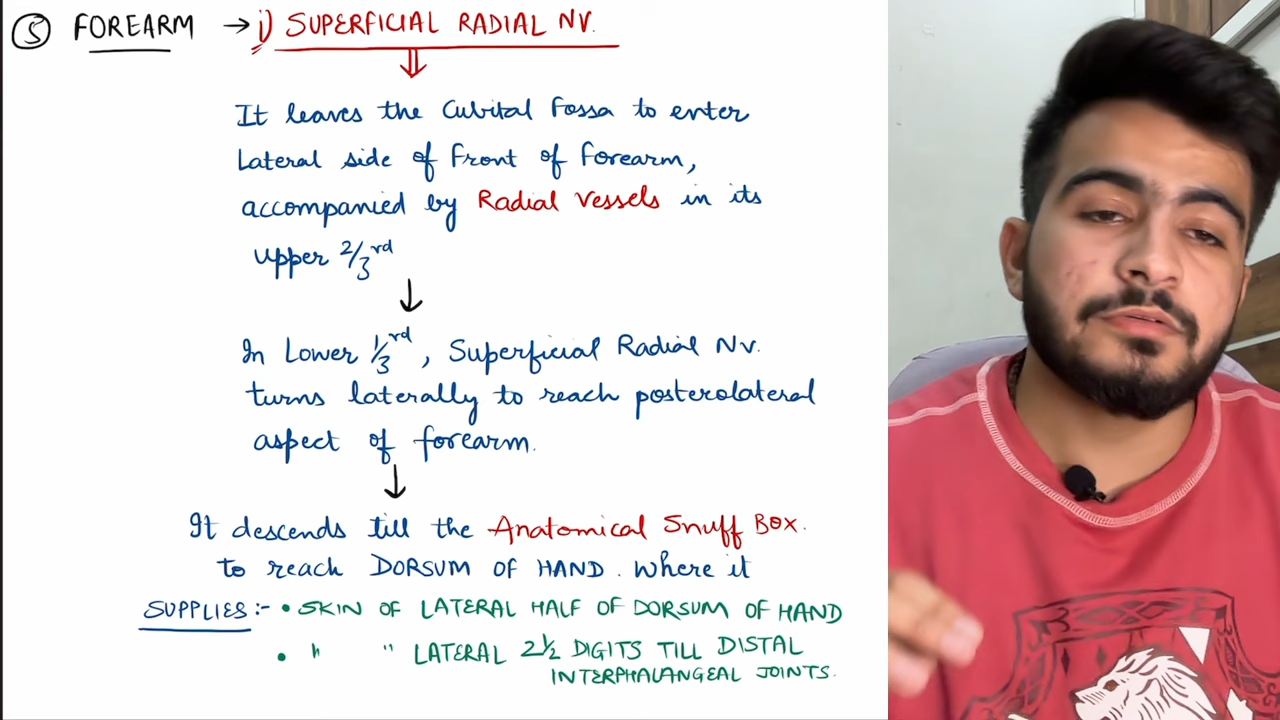 5 FOREARM → i) SUPERFICIAL RADIAL NV.
It leaves the Cubital Fossa to enter
Lateral side of Front of Forearm,
accompanied by Radial Vessels in its
upper 2/3rd
In Lower 1/3rd, Superficial Radial Nv.
turns laterally to reach posterolateral
aspect of forearm.
It descends till the Anatomical Snuff Box.
to reach DORSUM OF HAND. Where it
SUPPLIES:- • SKIN OF LATERAL HALF OF DORSUM OF HAND
• " " LATERAL 2½ DIGITS TILL DISTAL
INTERPHALANGEAL JOINTS.